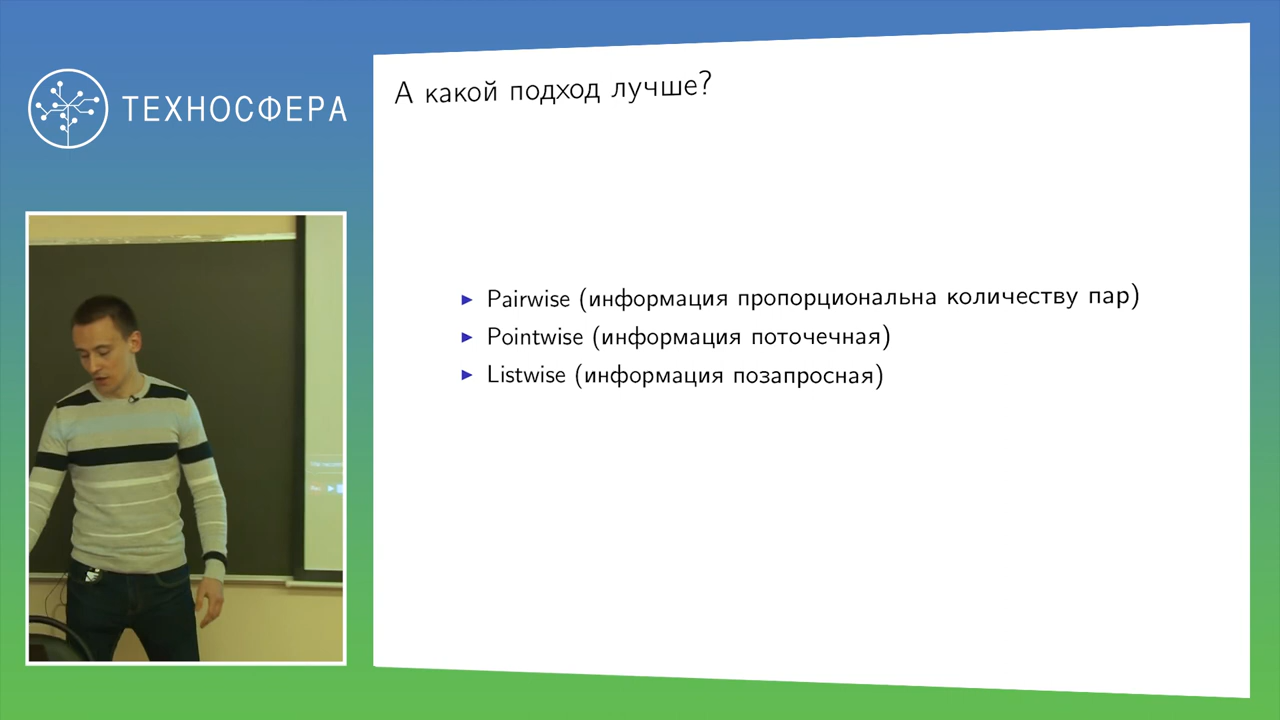 ТЕХНОСФЕРА
А какой подход лучше?
Pairwise (информация пропорциональна количеству пар)
Pointwise (информация поточечная)
Listwise (информация позапросная)